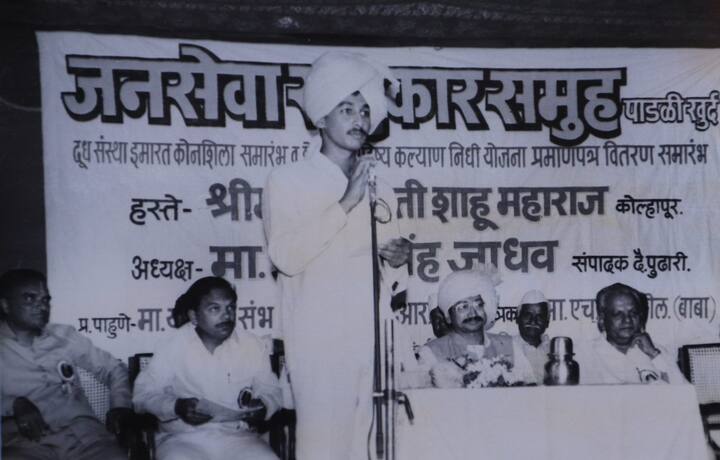 जनसेवा कारसमुह पाडळी खुर्द
दूध संस्था इमारत कोनशिला समारंभ व ष्य कल्याण निधी योजना प्रमाणपत्र वितरण समारंभ
हस्ते- श्रीम ती शाहू महाराज कोल्हापूर.
अध्यक्ष- मा. ंह जाधव संपादक दै.पुढारी.
प्र.पाहुणे- मा. संभ आर मा.एच ील.(बाबा)